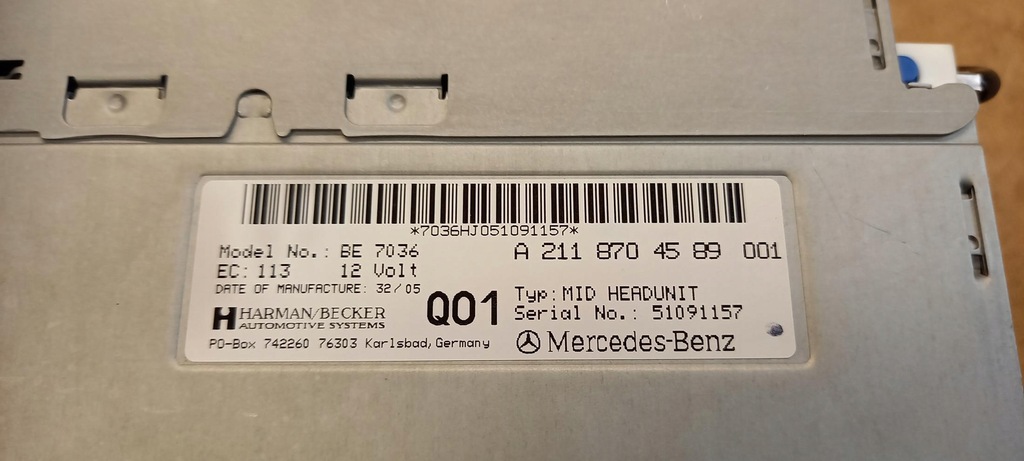 *7036HJ051091157*
Model No.: BE 7036
A 211 870 45 89 001
EC: 113 12 Volt
DATE OF MANUFACTURE: 32/05
Q01
Typ: MID HEADUNIT
HARMAN/BECKER
Serial No.: 51091157
AUTOMOTIVE SYSTEMS
PO-Box 742260 76303 Karlsbad, Germany
Mercedes-Benz